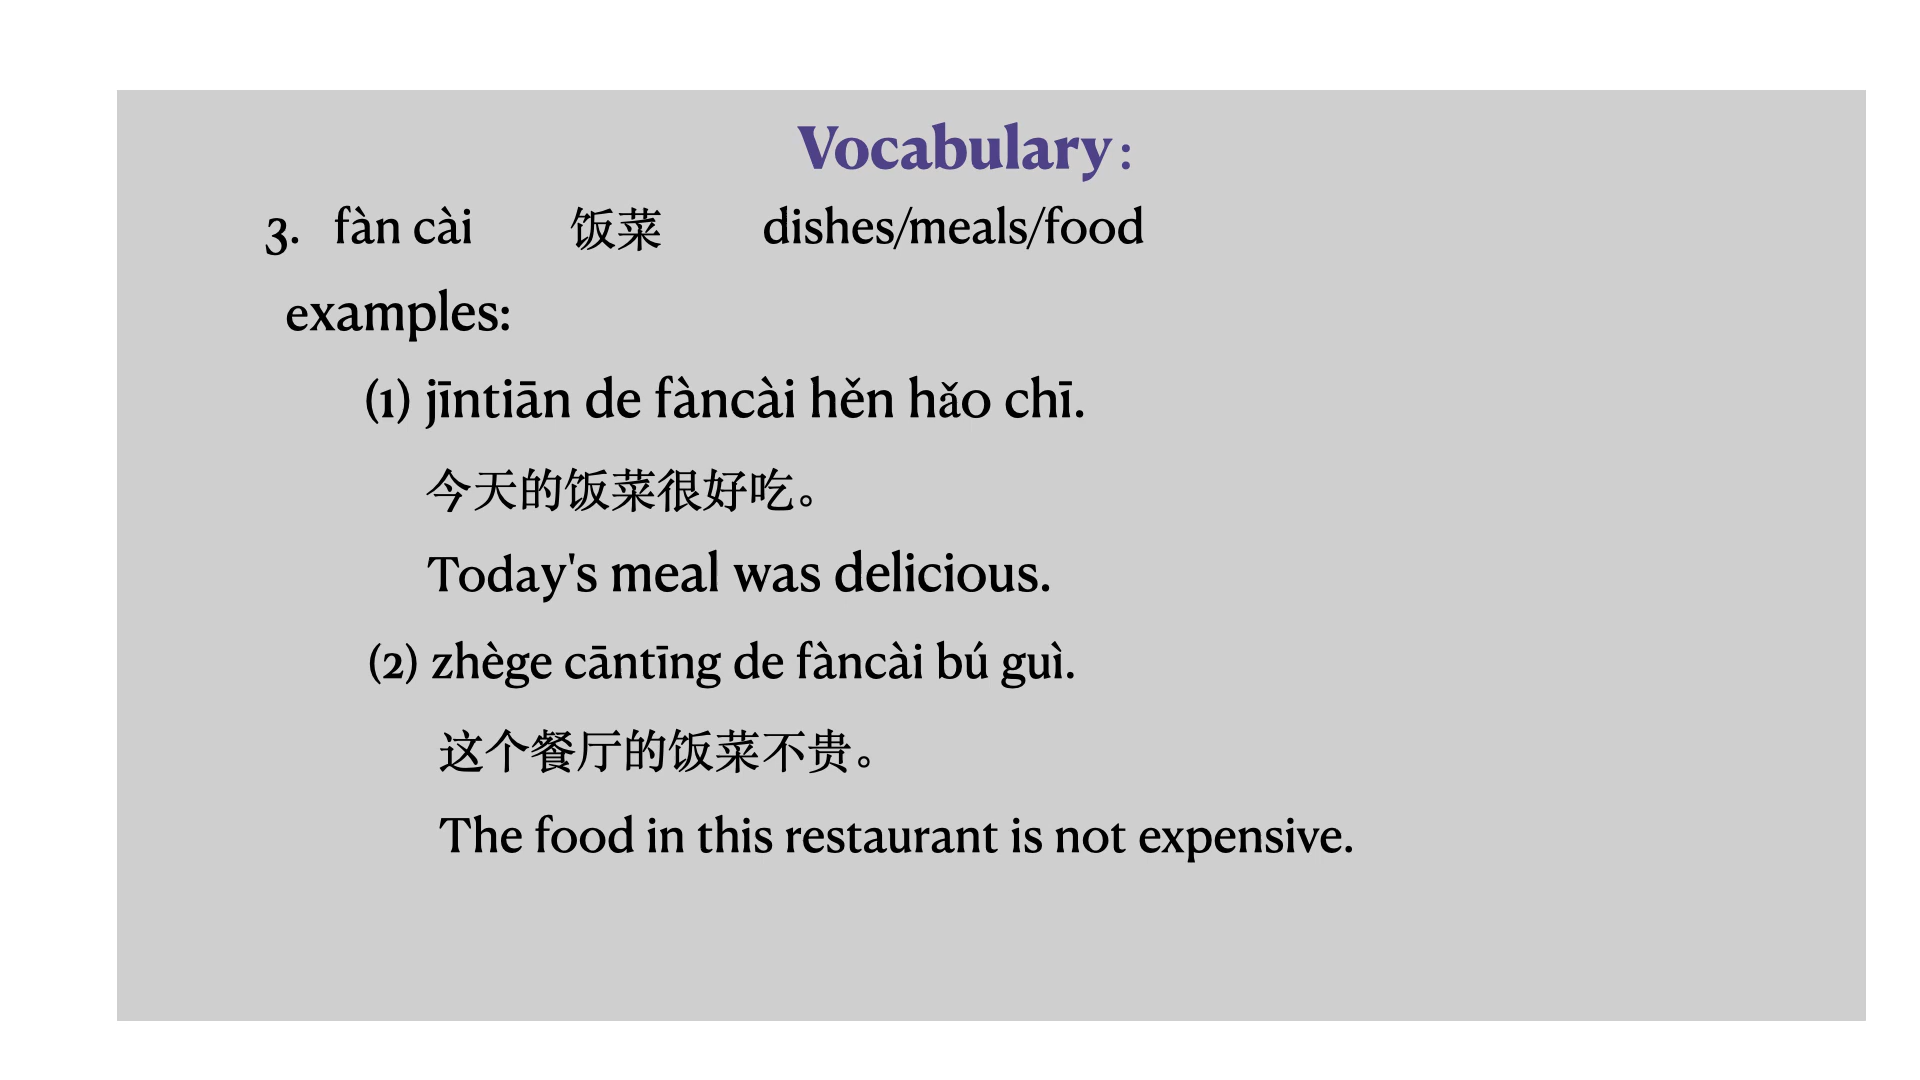 Vocabulary:
3. fàn cài 饭菜 dishes/meals/food
examples:
(1) jīntiān de fàncài hěn hǎo chī.
今天的饭菜很好吃。
Today's meal was delicious.
(2) zhège cāntīng de fàncài bú guì.
这个餐厅的饭菜不贵。
The food in this restaurant is not expensive.